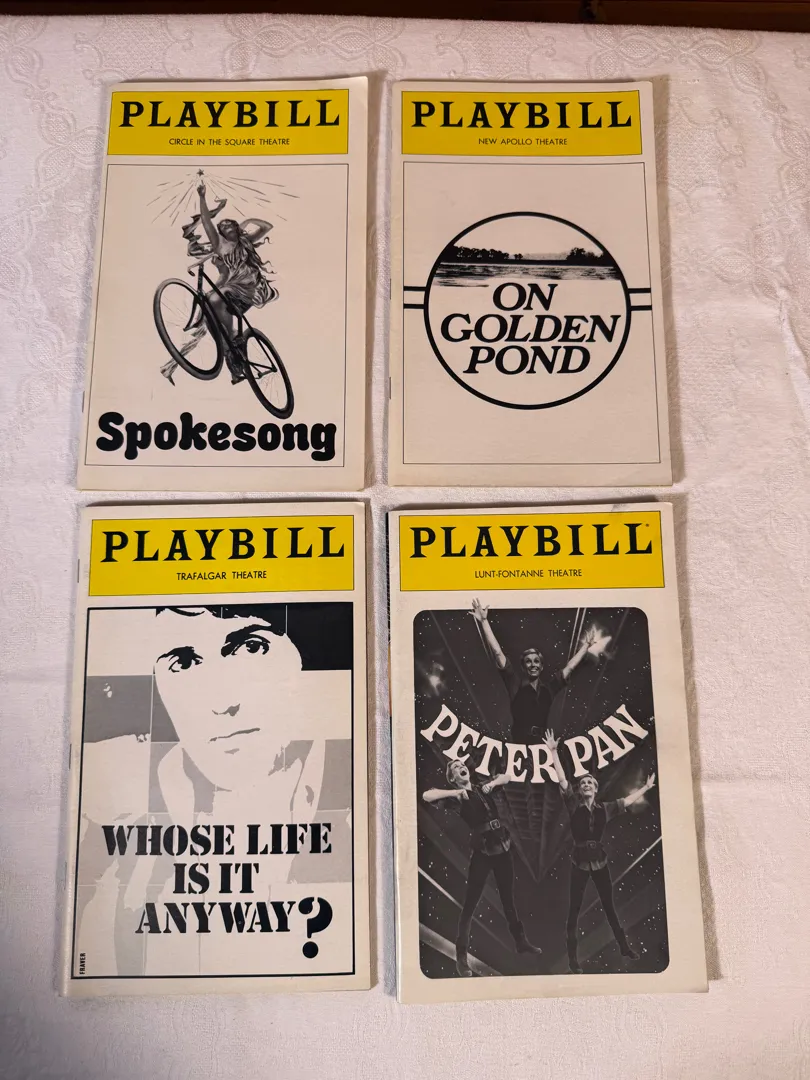 PLAYBILL
CIRCLE IN THE SQUARE THEATRE
Spokesong
PLAYBILL
NEW APOLLO THEATRE
ON
GOLDEN
POND
PLAYBILL
TRAFALGAR THEATRE
WHOSE LIFE
IS IT
ANYWAY?
FRAVER
PLAYBILL®
LUNT-FONTANNE THEATRE
PETER PAN